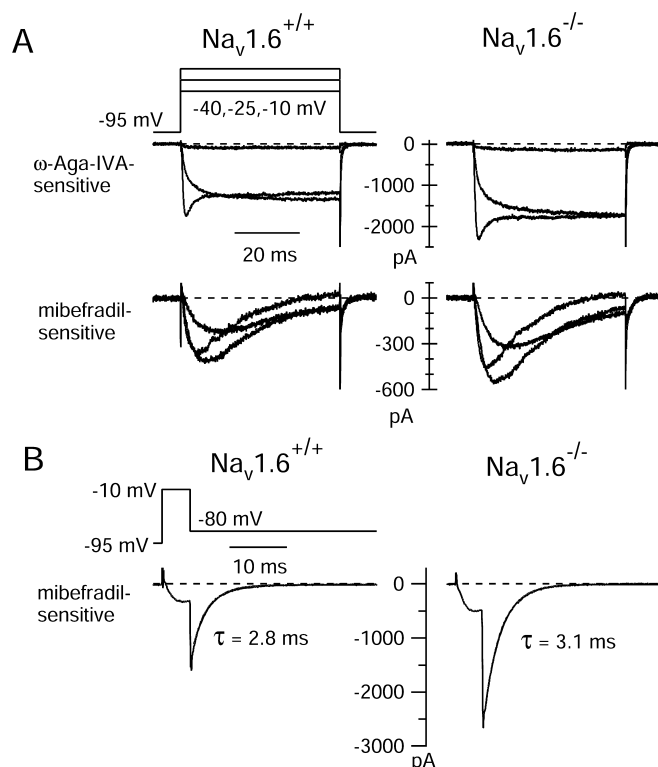 A
Nav1.6+/+
Nav1.6-/-
-40,-25,-10 mV
-95 mV
ω-Aga-IVA-
sensitive
0
-1000
-2000
pA
20 ms
mibefradil-
sensitive
0
-300
-600
pA
B
Nav1.6+/+
Nav1.6-/-
-10 mV
-80 mV
-95 mV
10 ms
mibefradil-
sensitive
τ = 2.8 ms
0
-1000
-2000
-3000
pA
τ = 3.1 ms